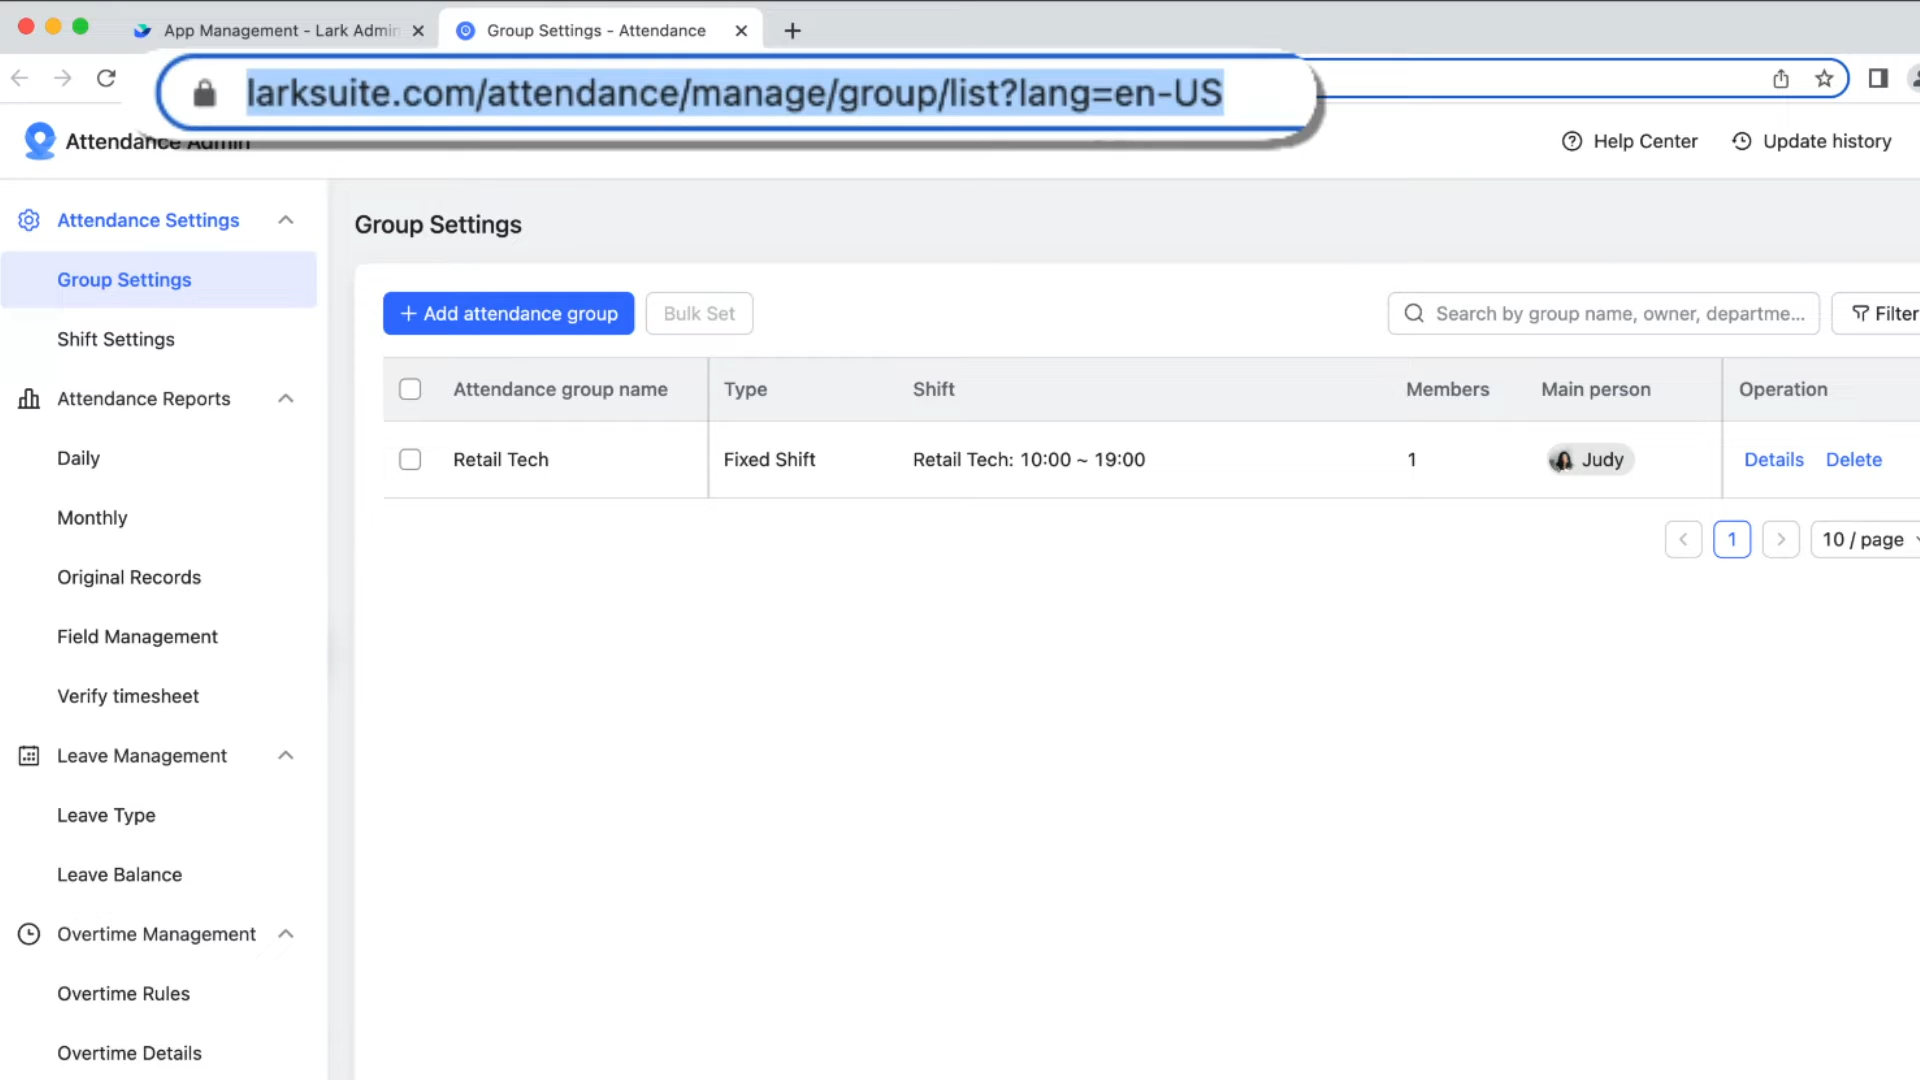 App Management - Lark Admin
Group Settings - Attendance
larksuite.com/attendance/manage/group/list?lang=en-US
Attendance Admin
Help Center
Update history
Attendance Settings
Group Settings
Shift Settings
Attendance Reports
Daily
Monthly
Original Records
Field Management
Verify timesheet
Leave Management
Leave Type
Leave Balance
Overtime Management
Overtime Rules
Overtime Details
Group Settings
+ Add attendance group
Bulk Set
Search by group name, owner, departme...
Filter
Attendance group name Type Shift Members Main person Operation
Retail Tech Fixed Shift Retail Tech: 10:00 ~ 19:00 1 Judy Details Delete
< 1 > 10 / page